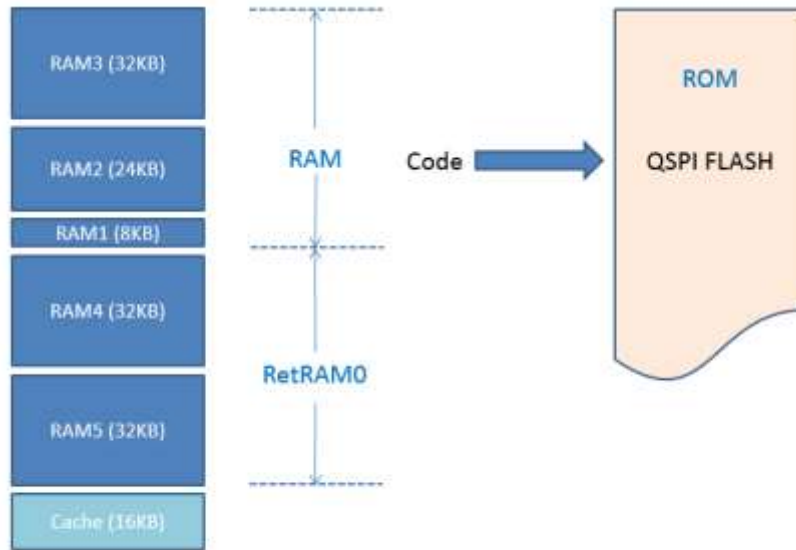 RAM3 (32KB)
RAM2 (24KB)
RAM1 (8KB)
RAM4 (32KB)
RAM5 (32KB)
Cache (16KB)
RAM
RetRAM0
Code
ROM
QSPI FLASH